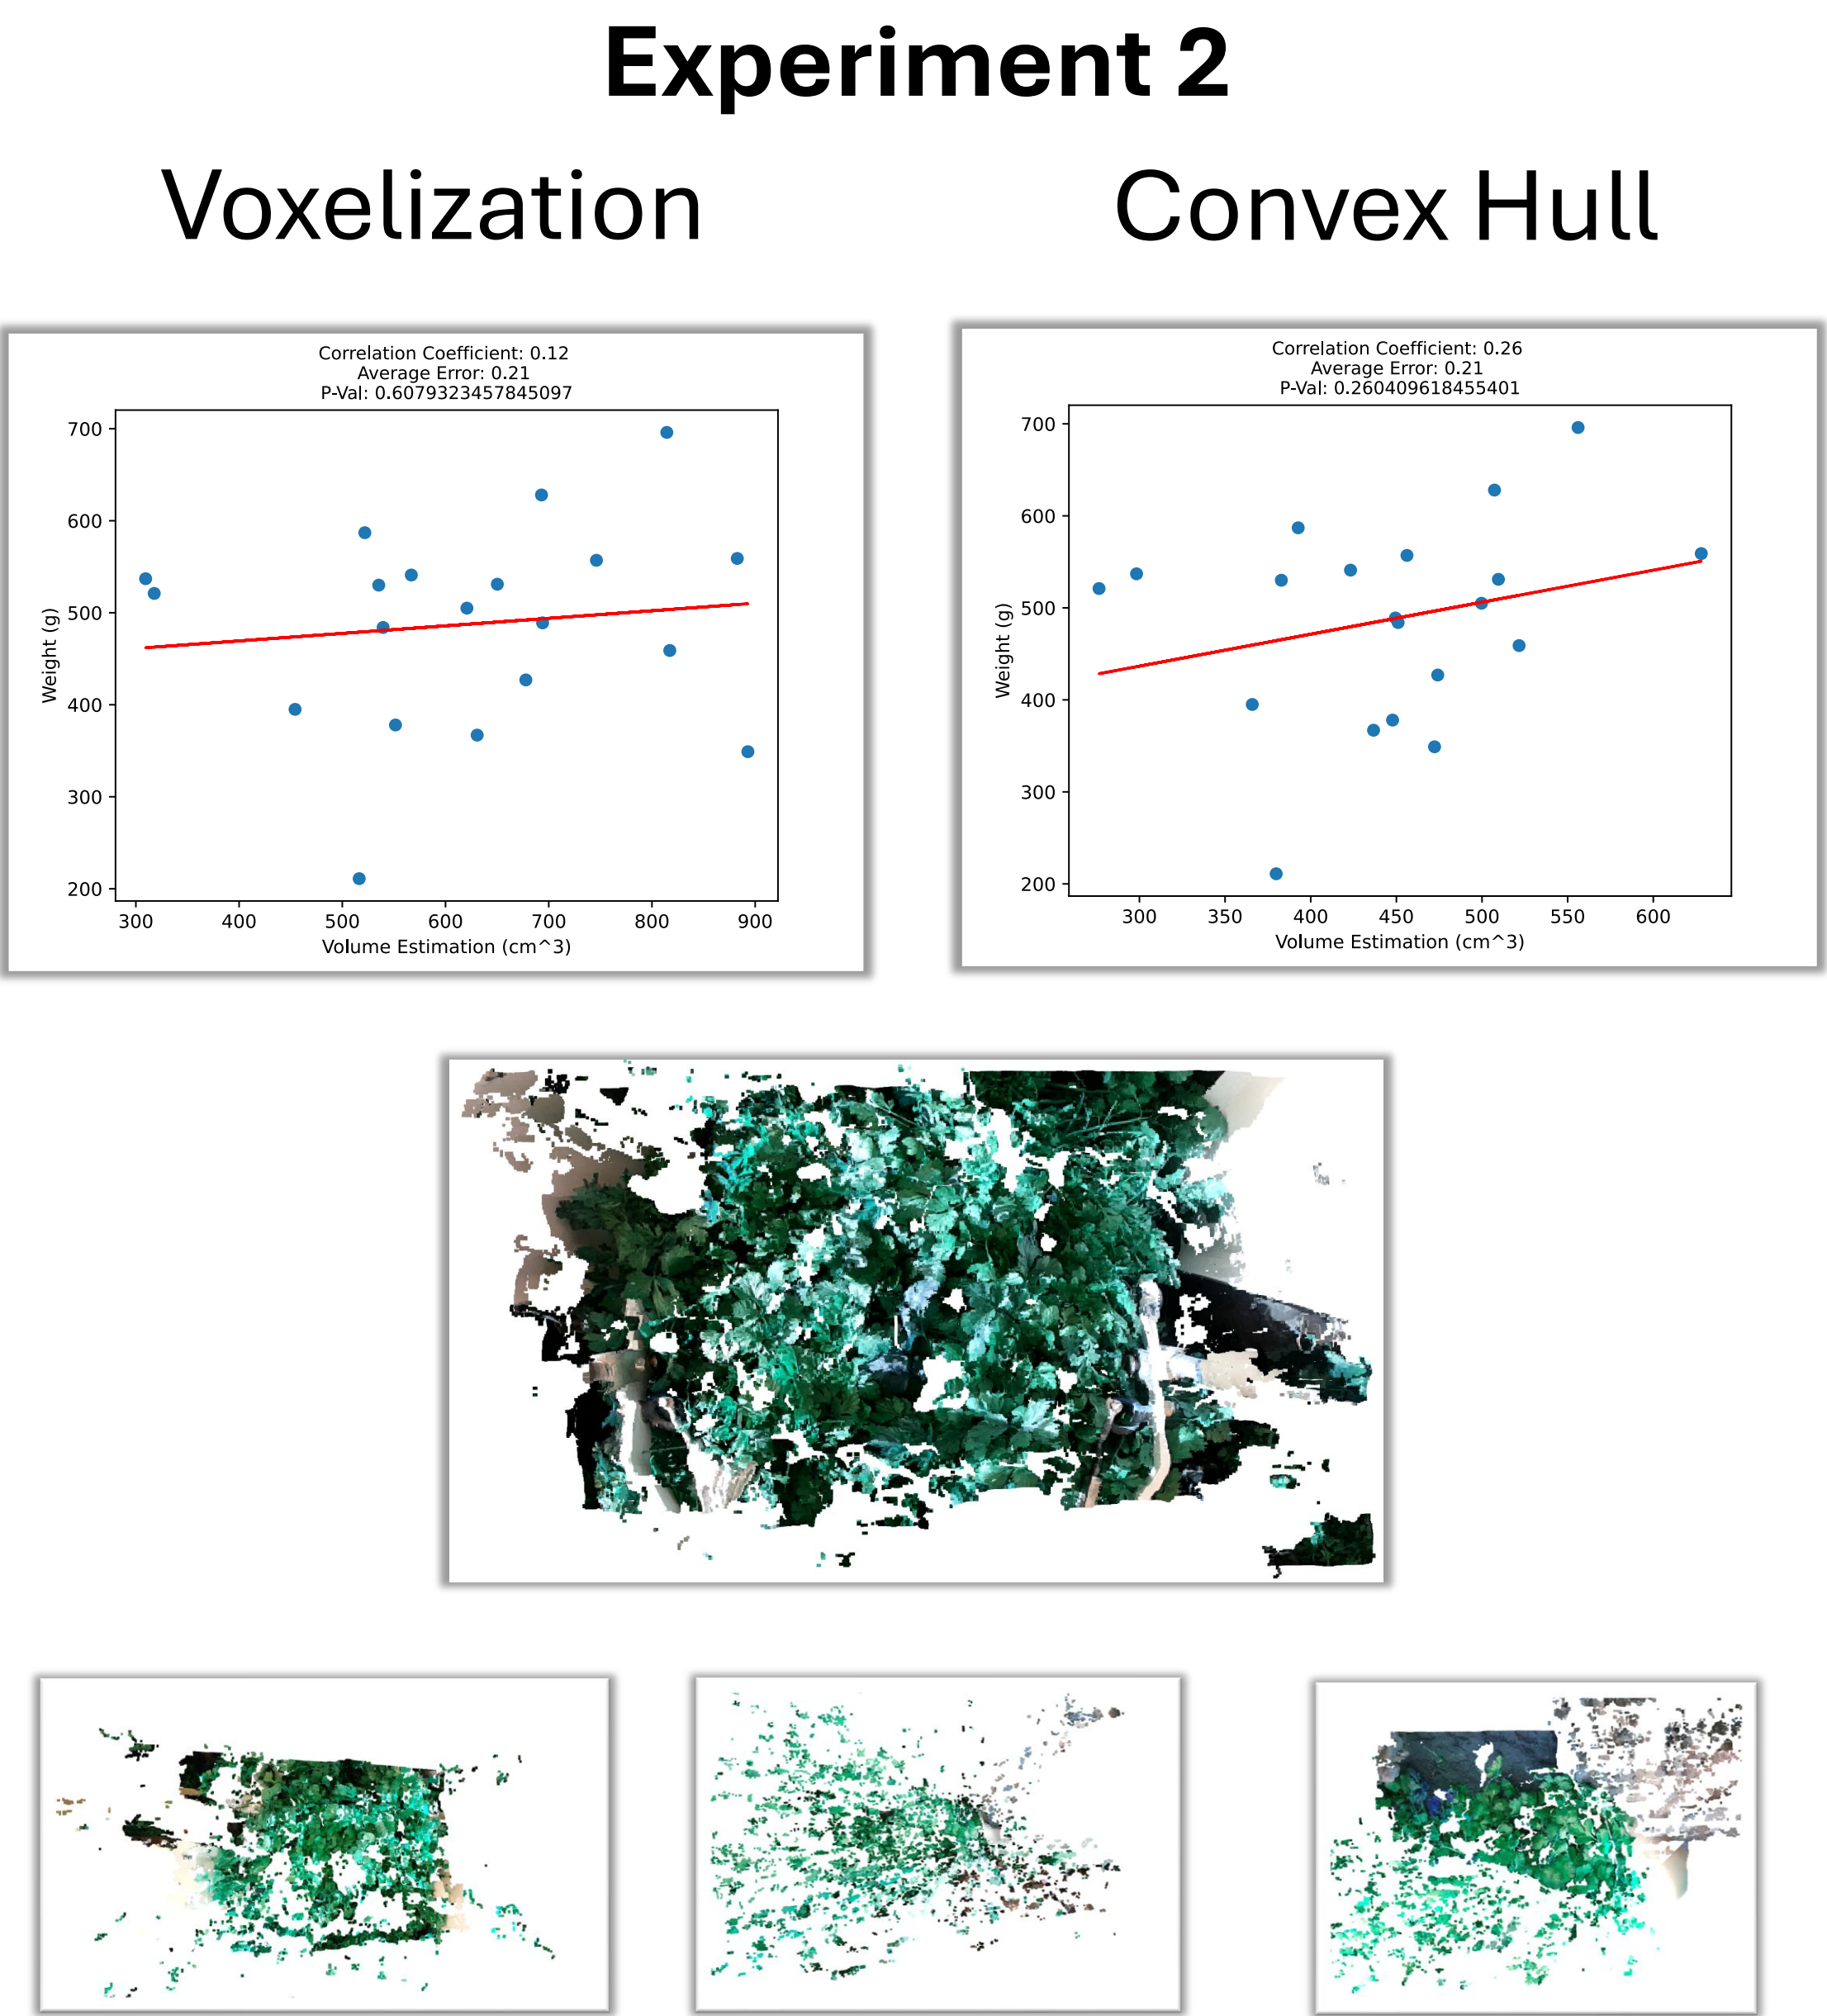 Experiment 2
Voxelization
Convex Hull
Correlation Coefficient: 0.12
Average Error: 0.21
P-Val: 0.6079323457845097
700
600
500
400
300
200
Weight (g)
300 400 500 600 700 800 900
Volume Estimation (cm^3)
Correlation Coefficient: 0.26
Average Error: 0.21
P-Val: 0.260409618455401
700
600
500
400
300
200
Weight (g)
300 350 400 450 500 550 600
Volume Estimation (cm^3)